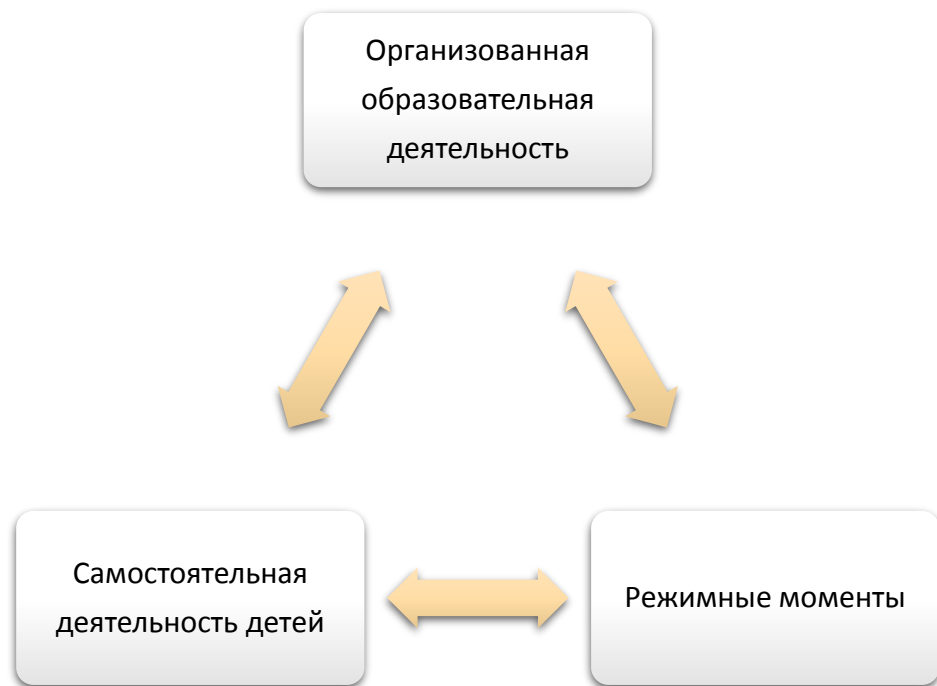 Организованная
образовательная
деятельность
Самостоятельная
деятельность детей
Режимные моменты